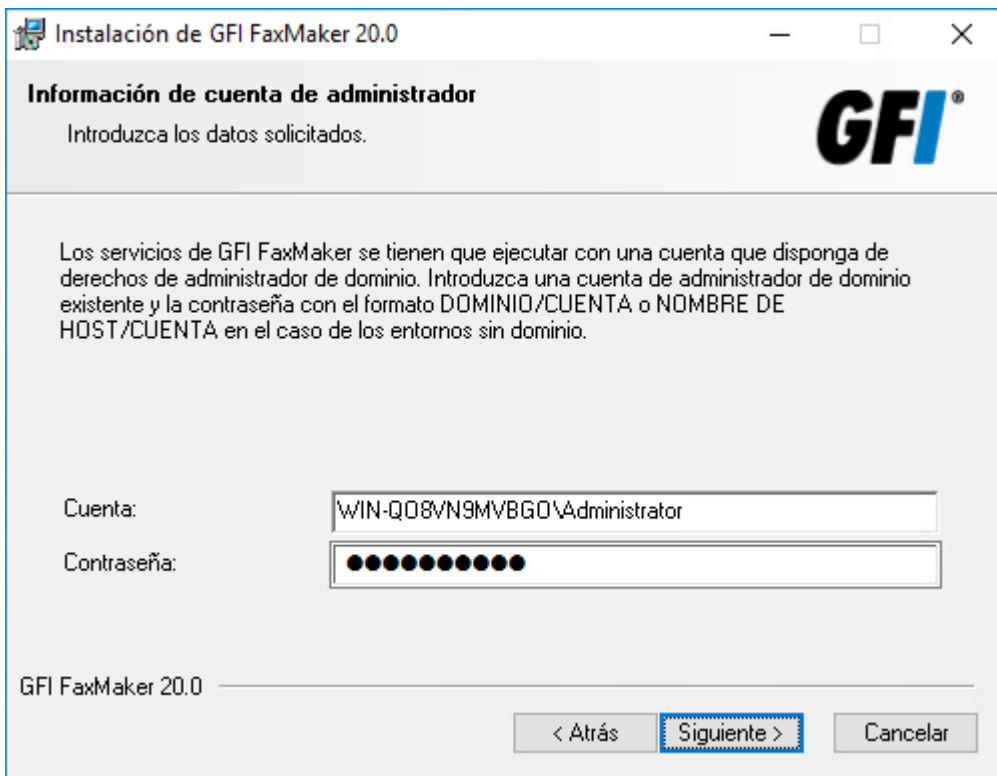 Instalación de GFI FaxMaker 20.0
Información de cuenta de administrador
Introduzca los datos solicitados.
GFI®
Los servicios de GFI FaxMaker se tienen que ejecutar con una cuenta que disponga de
derechos de administrador de dominio. Introduzca una cuenta de administrador de dominio
existente y la contraseña con el formato DOMINIO/CUENTA o NOMBRE DE
HOST/CUENTA en el caso de los entornos sin dominio.
Cuenta:
WIN-QO8VN9MVBGO\Administrator
Contraseña:
●●●●●●●●●●
GFI FaxMaker 20.0
< Atrás
Siguiente >
Cancelar